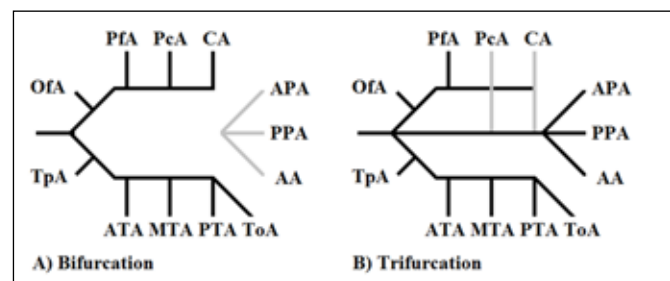 PfA PcA CA
OfA
APA
PPA
TpA
AA
ATA MTA PTA ToA
A) Bifurcation
PfA PcA CA
OfA
APA
PPA
TpA
AA
ATA MTA PTA ToA
B) Trifurcation